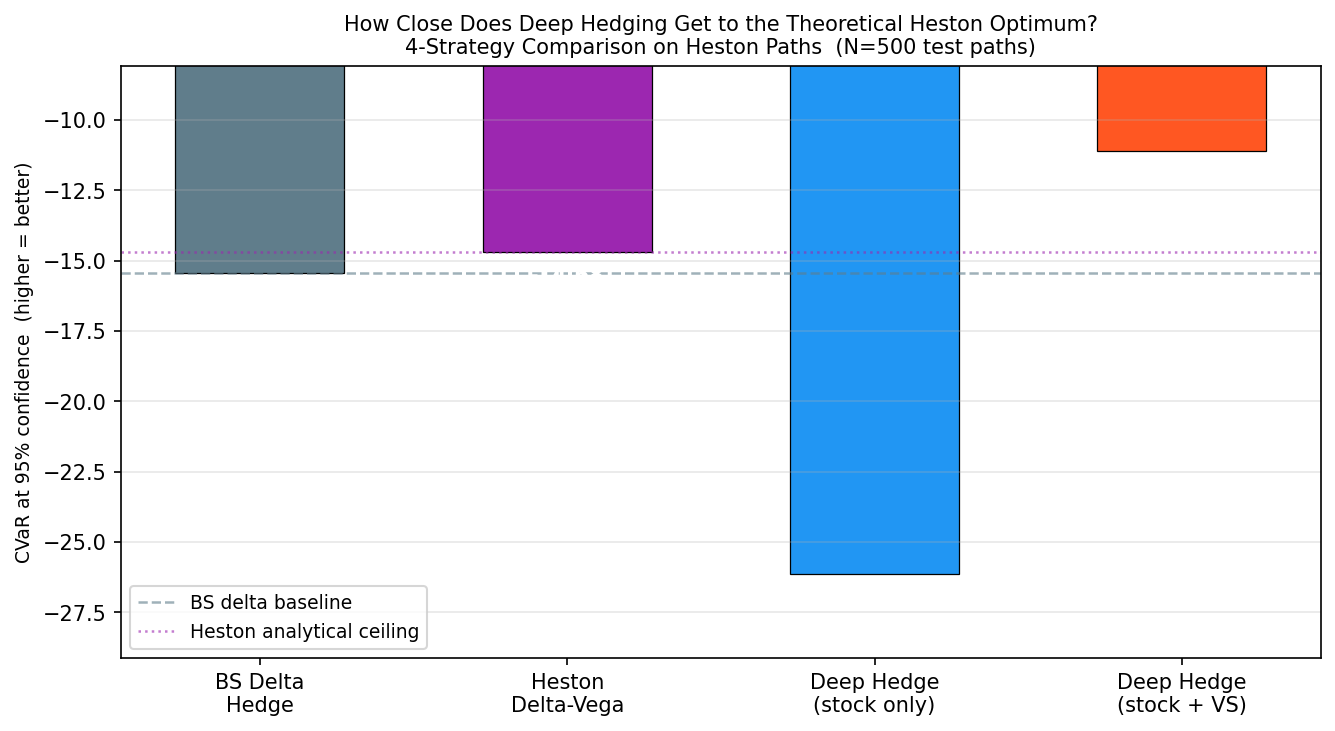 How Close Does Deep Hedging Get to the Theoretical Heston Optimum?
4-Strategy Comparison on Heston Paths  (N=500 test paths)
CVaR at 95% confidence  (higher = better)
−10.0
−12.5
−15.0
−17.5
−20.0
−22.5
−25.0
−27.5
BS delta baseline
Heston analytical ceiling
BS Delta
Hedge
Heston
Delta-Vega
Deep Hedge
(stock only)
Deep Hedge
(stock + VS)